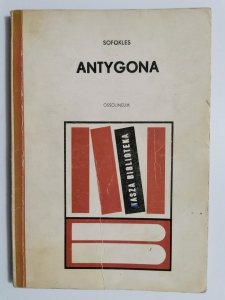 SOFOKLES
ANTYGONA
OSSOLINEUM
NASZA BIBLIOTEKA